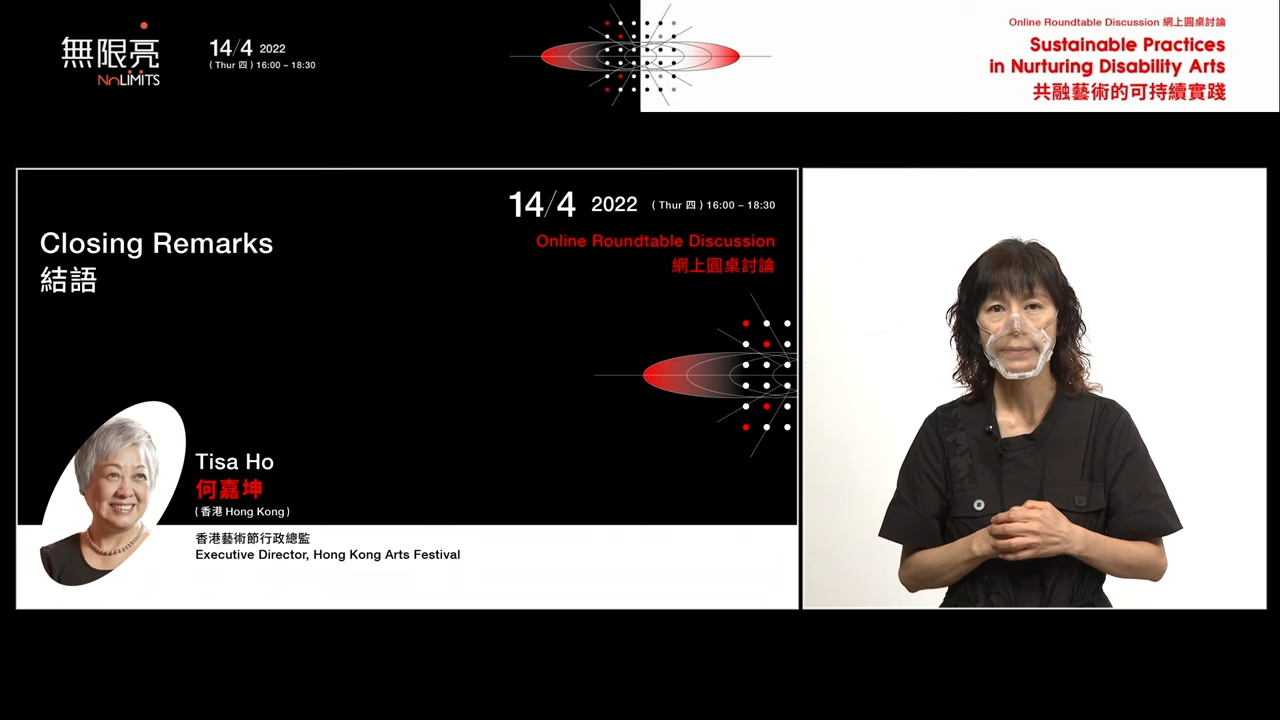 無限亮
NoLIMITS
14/4 2022
( Thur 四 ) 16:00 – 18:30
Online Roundtable Discussion 網上圓桌討論
Sustainable Practices
in Nurturing Disability Arts
共融藝術的可持續實踐
14/4 2022 ( Thur 四 ) 16:00 – 18:30
Online Roundtable Discussion
網上圓桌討論
Closing Remarks
結語
Tisa Ho
何嘉坤
( 香港 Hong Kong )
香港藝術節行政總監
Executive Director, Hong Kong Arts Festival